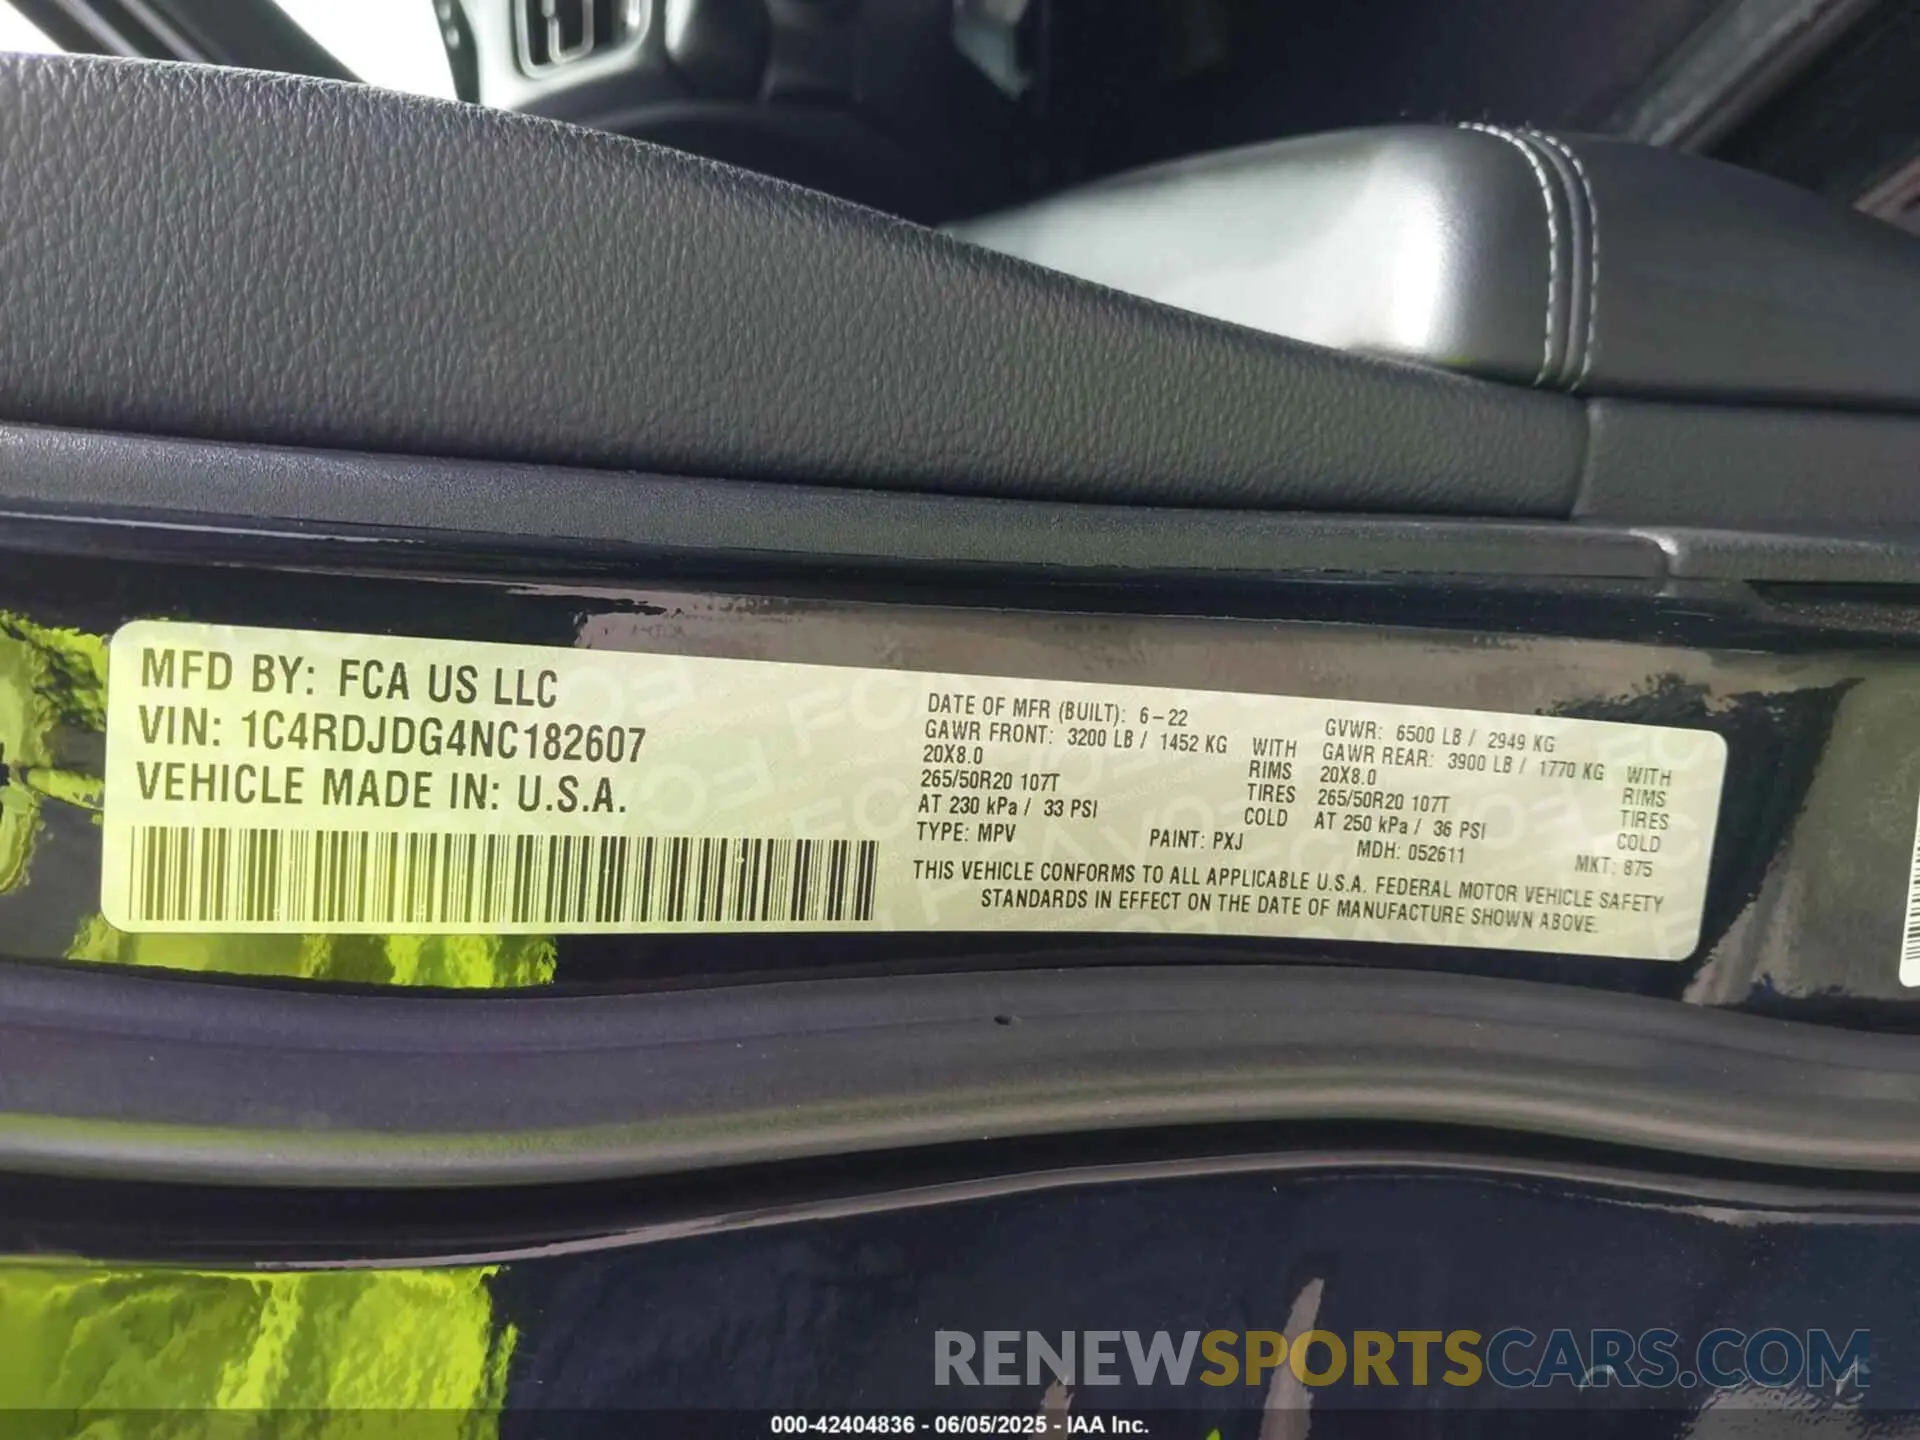 MFD BY: FCA US LLC
VIN: 1C4RDJDG4NC182607
VEHICLE MADE IN: U.S.A.
DATE OF MFR (BUILT): 6-22
GAWR FRONT: 3200 LB / 1452 KG WITH
20X8.0 RIMS
265/50R20 107T TIRES
AT 230 kPa / 33 PSI COLD
TYPE: MPV PAINT: PXJ
GVWR: 6500 LB / 2949 KG
GAWR REAR: 3900 LB / 1770 KG WITH
20X8.0 RIMS
265/50R20 107T TIRES
AT 250 kPa / 36 PSI COLD
MDH: 052611 MKT: 875
THIS VEHICLE CONFORMS TO ALL APPLICABLE U.S.A. FEDERAL MOTOR VEHICLE SAFETY
STANDARDS IN EFFECT ON THE DATE OF MANUFACTURE SHOWN ABOVE.
RENEWSPORTSCARS.COM
000-42404836 - 06/05/2025 - IAA Inc.